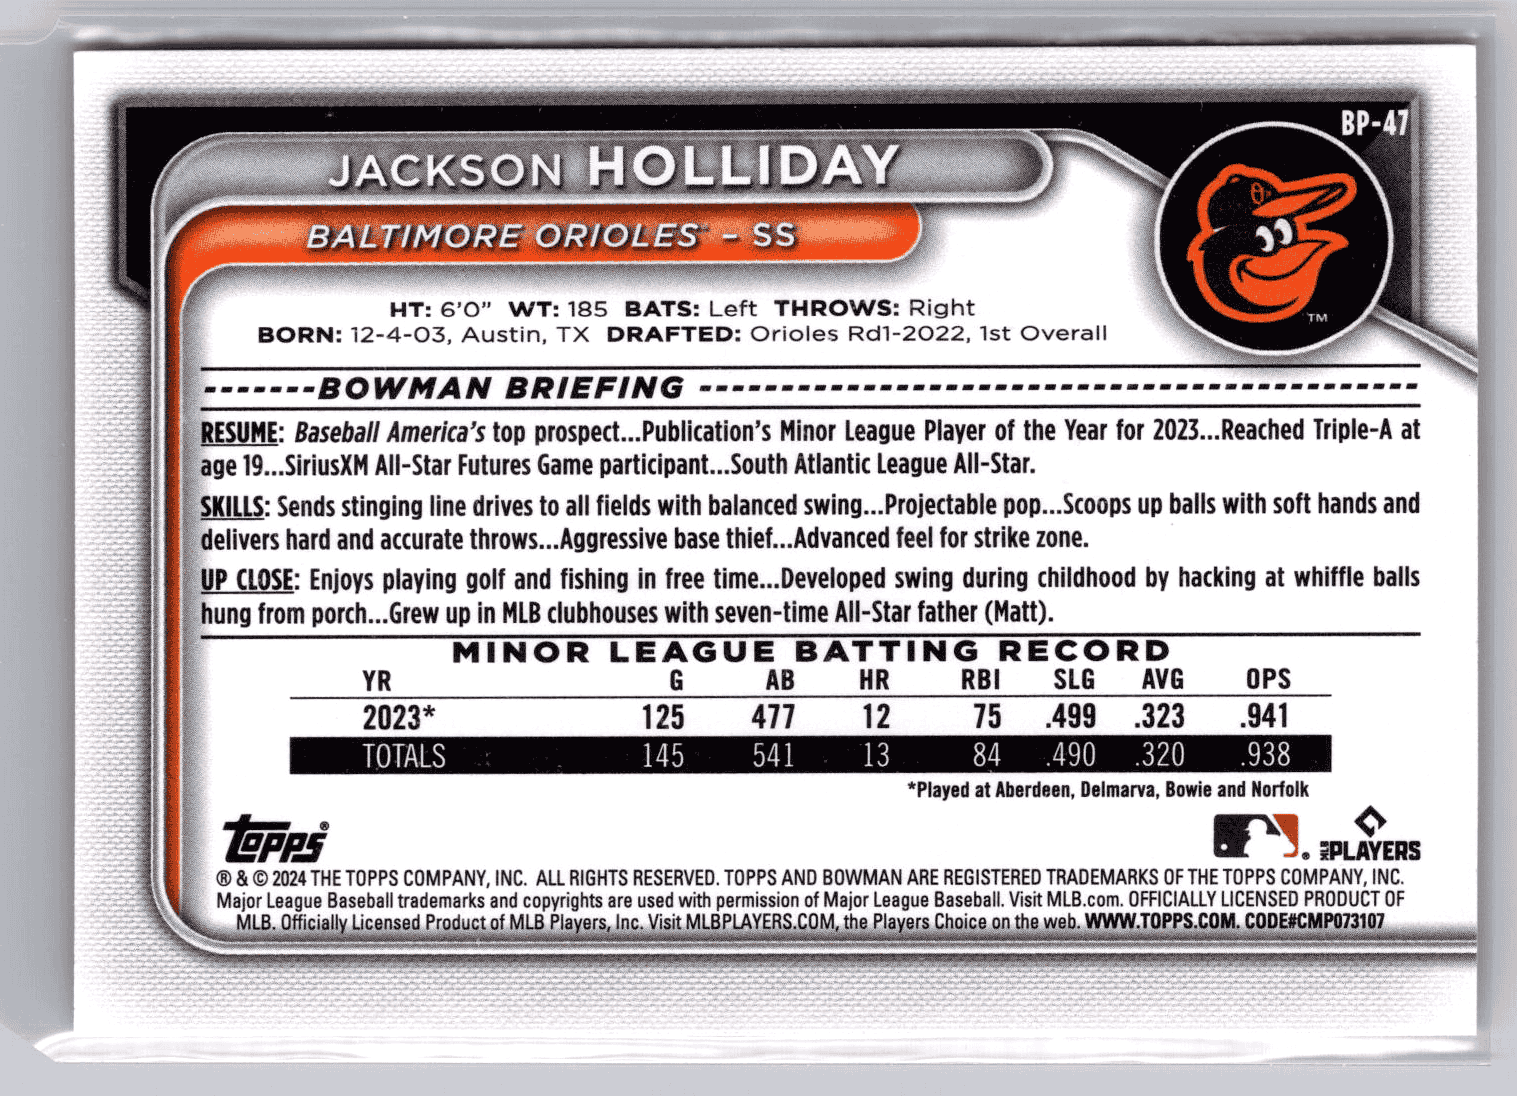 BP-47
JACKSON HOLLIDAY
BALTIMORE ORIOLES - SS
HT: 6'0" WT: 185 BATS: Left THROWS: Right
BORN: 12-4-03, Austin, TX DRAFTED: Orioles Rd1-2022, 1st Overall
TM
-------BOWMAN BRIEFING --------------------------------------------
RESUME: Baseball America's top prospect...Publication's Minor League Player of the Year for 2023...Reached Triple-A at
age 19...SiriusXM All-Star Futures Game participant...South Atlantic League All-Star.
SKILLS: Sends stinging line drives to all fields with balanced swing...Projectable pop...Scoops up balls with soft hands and
delivers hard and accurate throws...Aggressive base thief...Advanced feel for strike zone.
UP CLOSE: Enjoys playing golf and fishing in free time...Developed swing during childhood by hacking at whiffle balls
hung from porch...Grew up in MLB clubhouses with seven-time All-Star father (Matt).
MINOR LEAGUE BATTING RECORD
YR G AB HR RBI SLG AVG OPS
2023* 125 477 12 75 .499 .323 .941
TOTALS 145 541 13 84 .490 .320 .938
*Played at Aberdeen, Delmarva, Bowie and Norfolk
Topps® ® MLB PLAYERS
® & © 2024 THE TOPPS COMPANY, INC. ALL RIGHTS RESERVED. TOPPS AND BOWMAN ARE REGISTERED TRADEMARKS OF THE TOPPS COMPANY, INC.
Major League Baseball trademarks and copyrights are used with permission of Major League Baseball. Visit MLB.com. OFFICIALLY LICENSED PRODUCT OF
MLB. Officially Licensed Product of MLB Players, Inc. Visit MLBPLAYERS.COM, the Players Choice on the web. WWW.TOPPS.COM. CODE#CMP073107